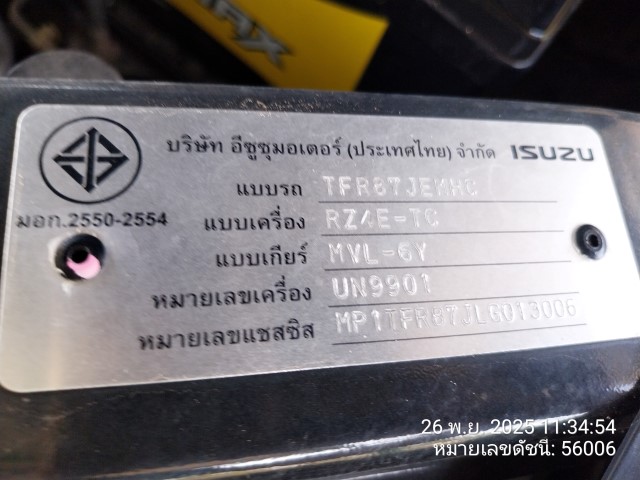 MAX
บริษัท อีซูซุมอเตอร์ (ประเทศไทย) จำกัด ISUZU
มอก.2550-2554
แบบรถ TFR87JEMHC
แบบเครื่อง RZ4E-TC
แบบเกียร์ MVL-6Y
หมายเลขเครื่อง UN9901
หมายเลขแชสซิส MP1TFR87JLG013006
26 พ.ย. 2025 11:34:54
หมายเลขดัชนี: 56006